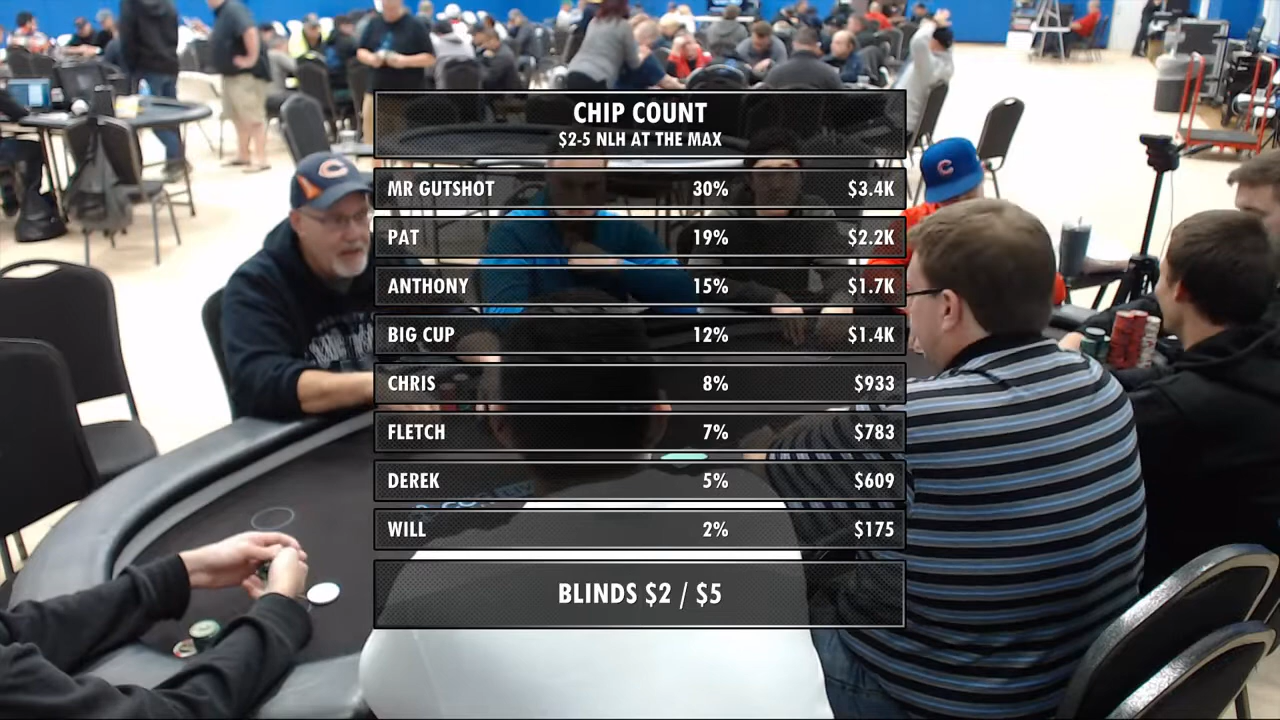 CHIP COUNT
$2-5 NLH AT THE MAX
MR GUTSHOT 30% $3.4K
PAT 19% $2.2K
ANTHONY 15% $1.7K
BIG CUP 12% $1.4K
CHRIS 8% $933
FLETCH 7% $783
DEREK 5% $609
WILL 2% $175
BLINDS $2 / $5